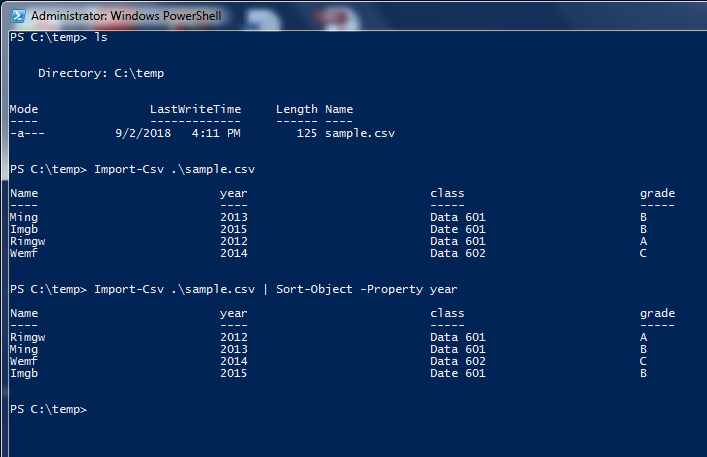 Administrator: Windows PowerShell
PS C:\temp> ls
Directory: C:\temp
Mode LastWriteTime Length Name
---- ------------- ------ ----
-a--- 9/2/2018 4:11 PM 125 sample.csv
PS C:\temp> Import-Csv .\sample.csv
Name year class grade
---- ---- ----- -----
Ming 2013 Data 601 B
Imgb 2015 Date 601 B
Rimgw 2012 Data 601 A
Wemf 2014 Data 602 C
PS C:\temp> Import-Csv .\sample.csv | Sort-Object -Property year
Name year class grade
---- ---- ----- -----
Rimgw 2012 Data 601 A
Ming 2013 Data 601 B
Wemf 2014 Data 602 C
Imgb 2015 Date 601 B
PS C:\temp>